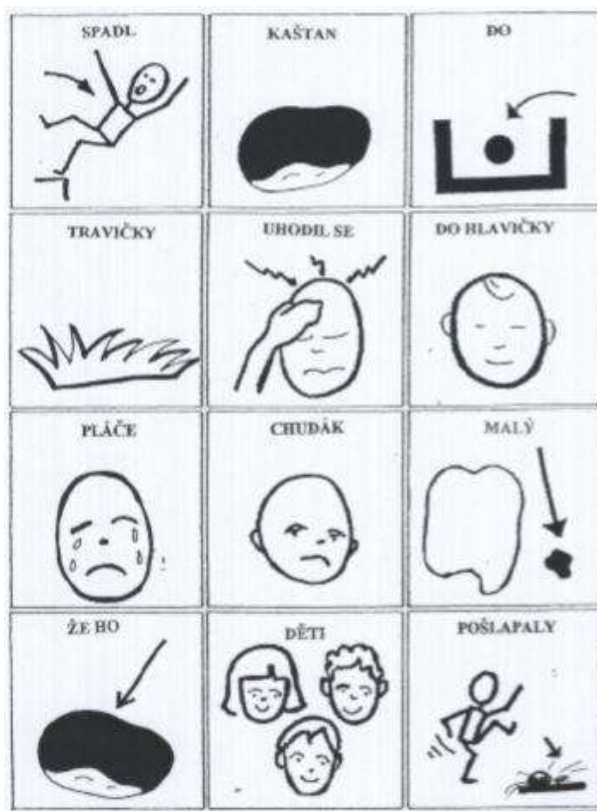 SPADL
KAŠTAN
DO
TRAVIČKY
UHODIL SE
DO HLAVIČKY
PLÁČE
CHUDÁK
MALÝ
ŽE HO
DĚTI
POŠLAPALY